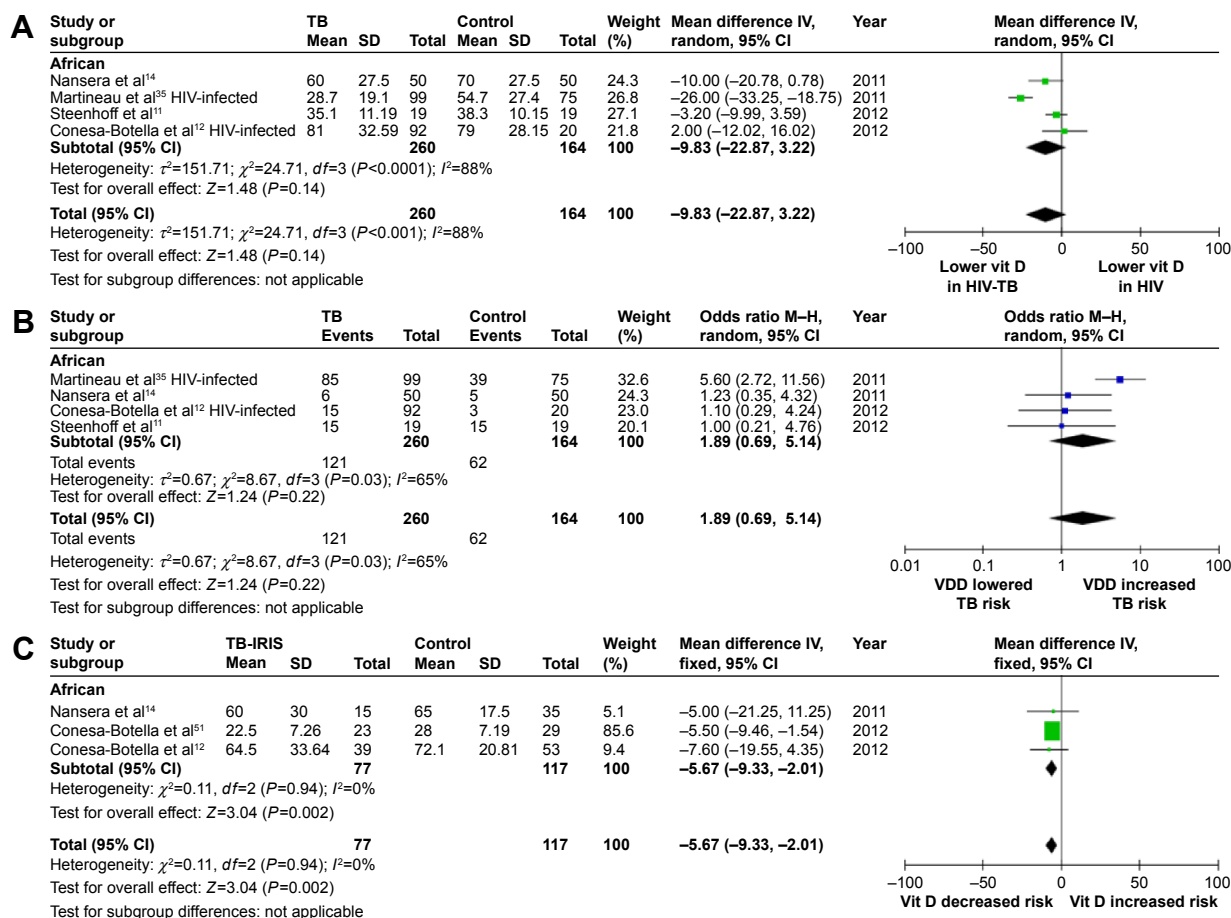 A
Study or TB Control Weight Mean difference IV, Year Mean difference IV,
subgroup Mean SD Total Mean SD Total (%) random, 95% CI random, 95% CI
African
Nansera et al14 60 27.5 50 70 27.5 50 24.3 –10.00 (–20.78, 0.78) 2011
Martineau et al35 HIV-infected 28.7 19.1 99 54.7 27.4 75 26.8 –26.00 (–33.25, –18.75) 2011
Steenhoff et al11 35.1 11.19 19 38.3 10.15 19 27.1 –3.20 (–9.99, 3.59) 2012
Conesa-Botella et al12 HIV-infected 81 32.59 92 79 28.15 20 21.8 2.00 (–12.02, 16.02) 2012
Subtotal (95% CI) 260 164 100 –9.83 (–22.87, 3.22)
Heterogeneity: τ2=151.71; χ2=24.71, df=3 (P<0.0001); I2=88%
Test for overall effect: Z=1.48 (P=0.14)
Total (95% CI) 260 164 100 –9.83 (–22.87, 3.22)
Heterogeneity: τ2=151.71; χ2=24.71, df=3 (P<0.001); I2=88%
Test for overall effect: Z=1.48 (P=0.14)
Test for subgroup differences: not applicable
–100 –50 0 50 100
Lower vit D Lower vit D
in HIV-TB in HIV
B
Study or TB Control Weight Odds ratio M–H, Year Odds ratio M–H,
subgroup Events Total Events Total (%) random, 95% CI random, 95% CI
African
Martineau et al35 HIV-infected 85 99 39 75 32.6 5.60 (2.72, 11.56) 2011
Nansera et al14 6 50 5 50 24.3 1.23 (0.35, 4.32) 2011
Conesa-Botella et al12 HIV-infected 15 92 3 20 23.0 1.10 (0.29, 4.24) 2012
Steenhoff et al11 15 19 15 19 20.1 1.00 (0.21, 4.76) 2012
Subtotal (95% CI) 260 164 100 1.89 (0.69, 5.14)
Total events 121 62
Heterogeneity: τ2=0.67; χ2=8.67, df=3 (P=0.03); I2=65%
Test for overall effect: Z=1.24 (P=0.22)
Total (95% CI) 260 164 100 1.89 (0.69, 5.14)
Total events 121 62
Heterogeneity: τ2=0.67; χ2=8.67, df=3 (P=0.03); I2=65%
Test for overall effect: Z=1.24 (P=0.22)
Test for subgroup differences: not applicable
0.01 0.1 1 10 100
VDD lowered VDD increased
TB risk TB risk
C
Study or TB-IRIS Control Weight Mean difference IV, Year Mean difference IV,
subgroup Mean SD Total Mean SD Total (%) fixed, 95% CI fixed, 95% CI
African
Nansera et al14 60 30 15 65 17.5 35 5.1 –5.00 (–21.25, 11.25) 2011
Conesa-Botella et al51 22.5 7.26 23 28 7.19 29 85.6 –5.50 (–9.46, –1.54) 2012
Conesa-Botella et al12 64.5 33.64 39 72.1 20.81 53 9.4 –7.60 (–19.55, 4.35) 2012
Subtotal (95% CI) 77 117 100 –5.67 (–9.33, –2.01)
Heterogeneity: χ2=0.11, df=2 (P=0.94); I2=0%
Test for overall effect: Z=3.04 (P=0.002)
Total (95% CI) 77 117 100 –5.67 (–9.33, –2.01)
Heterogeneity: χ2=0.11, df=2 (P=0.94); I2=0%
Test for overall effect: Z=3.04 (P=0.002)
Test for subgroup differences: not applicable
–100 –50 0 50 100
Vit D decreased risk Vit D increased risk